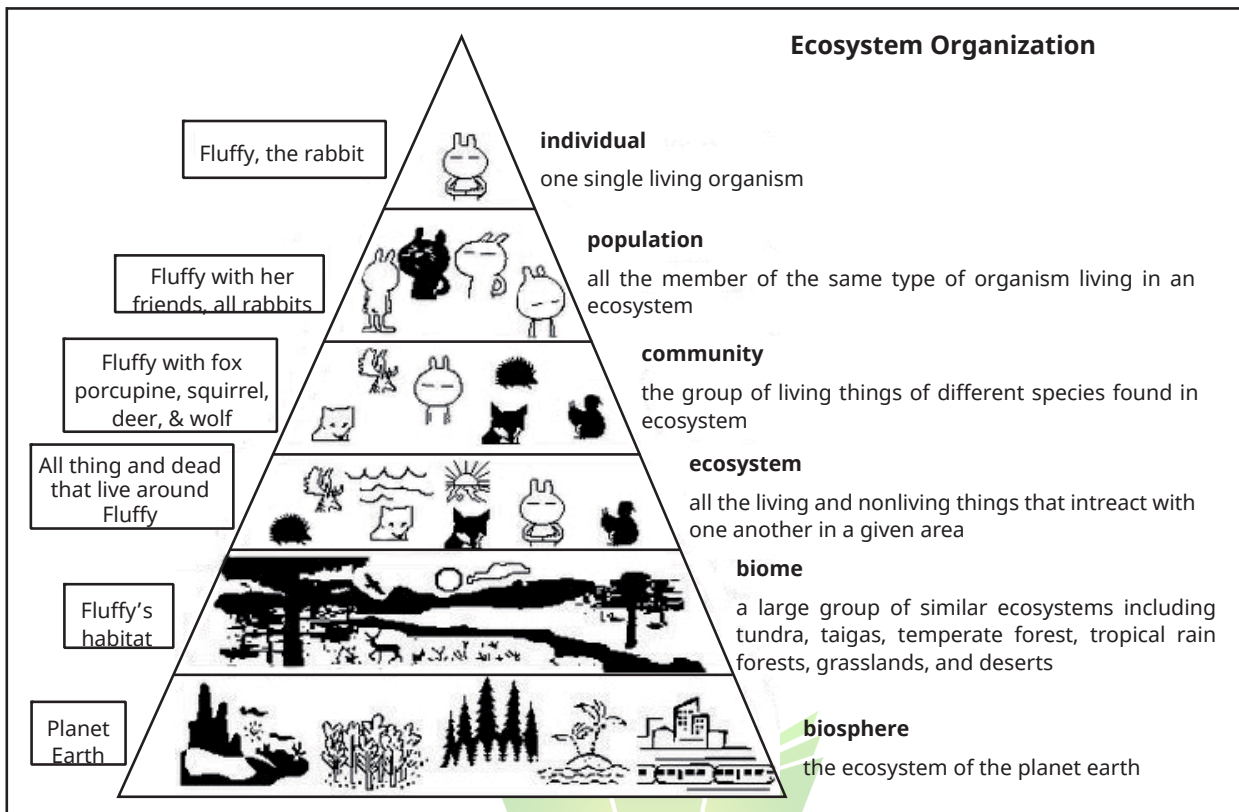 Ecosystem Organization
Fluffy, the rabbit
individual
one single living organism
Fluffy with her
friends, all rabbits
population
all the member of the same type of organism living in an
ecosystem
Fluffy with fox
porcupine, squirrel,
deer, & wolf
community
the group of living things of different species found in
ecosystem
All thing and dead
that live around
Fluffy
ecosystem
all the living and nonliving things that intreact with
one another in a given area
Fluffy's
habitat
biome
a large group of similar ecosystems including
tundra, taigas, temperate forest, tropical rain
forests, grasslands, and deserts
Planet
Earth
biosphere
the ecosystem of the planet earth